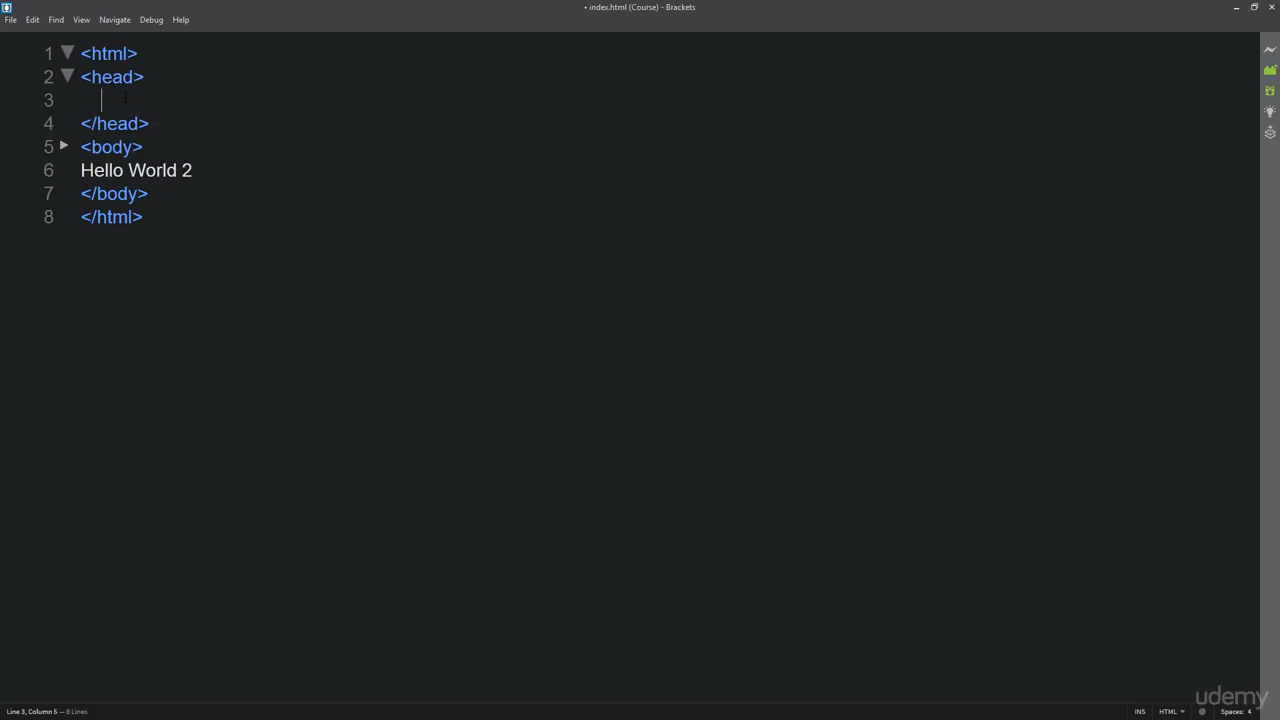 • index.html (Course) - Brackets
File Edit Find View Navigate Debug Help
1 <html>
2 <head>
3
4 </head>
5 <body>
6 Hello World 2
7 </body>
8 </html>
udemy
Line 3, Column 5 — 8 Lines
INS HTML Spaces: 4